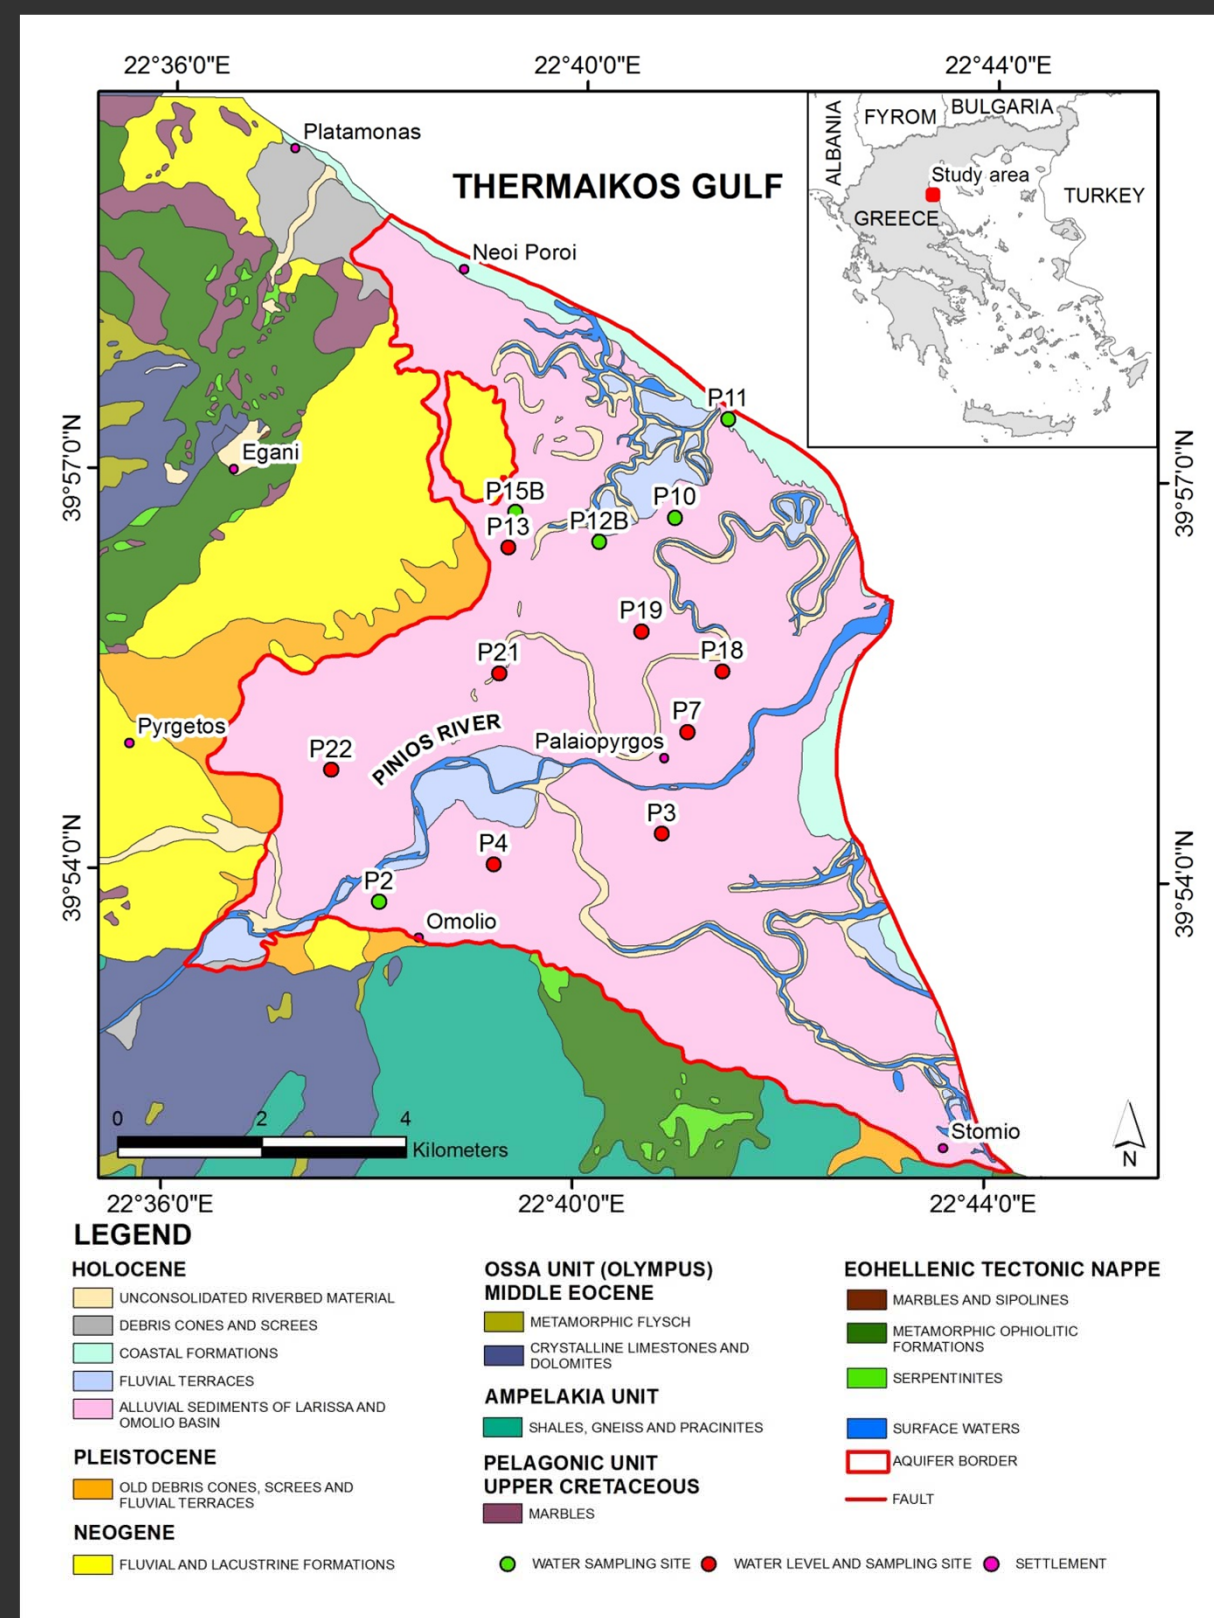 22°36'0"E
22°40'0"E
22°44'0"E
ALBANIA
FYROM
BULGARIA
Study area
TURKEY
GREECE
Platamonas
THERMAIKOS GULF
Neoi Poroi
P11
39°57'0"N
Egani
39°57'0"N
P15B
P10
P13
P12B
P19
P21
P18
Pyrgetos
P7
PINIOS RIVER
Palaiopyrgos
P22
P3
P4
39°54'0"N
39°54'0"N
P2
Omolio
0
2
4
Kilometers
Stomio
N
22°36'0"E
22°40'0"E
22°44'0"E
LEGEND
HOLOCENE
UNCONSOLIDATED RIVERBED MATERIAL
DEBRIS CONES AND SCREES
COASTAL FORMATIONS
FLUVIAL TERRACES
ALLUVIAL SEDIMENTS OF LARISSA AND
OMOLIO BASIN
PLEISTOCENE
OLD DEBRIS CONES, SCREES AND
FLUVIAL TERRACES
NEOGENE
FLUVIAL AND LACUSTRINE FORMATIONS
OSSA UNIT (OLYMPUS)
MIDDLE EOCENE
METAMORPHIC FLYSCH
CRYSTALLINE LIMESTONES AND
DOLOMITES
AMPELAKIA UNIT
SHALES, GNEISS AND PRACINITES
PELAGONIC UNIT
UPPER CRETACEOUS
MARBLES
EOHELLENIC TECTONIC NAPPE
MARBLES AND SIPOLINES
METAMORPHIC OPHIOLITIC
FORMATIONS
SERPENTINITES
SURFACE WATERS
AQUIFER BORDER
FAULT
WATER SAMPLING SITE
WATER LEVEL AND SAMPLING SITE
SETTLEMENT